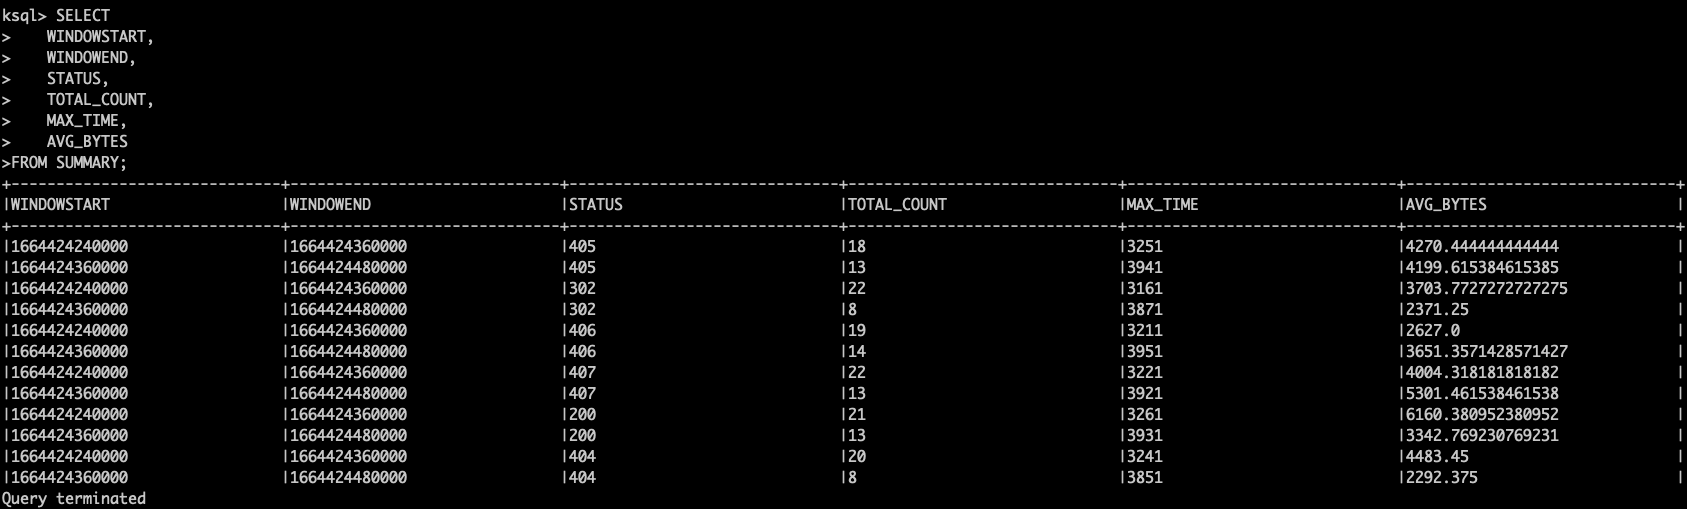 ksql> SELECT
>    WINDOWSTART,
>    WINDOWEND,
>    STATUS,
>    TOTAL_COUNT,
>    MAX_TIME,
>    AVG_BYTES
>FROM SUMMARY;
+------------------------------+------------------------------+------------------------------+------------------------------+------------------------------+------------------------------+
|WINDOWSTART                   |WINDOWEND                     |STATUS                        |TOTAL_COUNT                   |MAX_TIME                      |AVG_BYTES                     |
+------------------------------+------------------------------+------------------------------+------------------------------+------------------------------+------------------------------+
|1664424240000                 |1664424360000                 |405                           |18                            |3251                          |4270.444444444444             |
|1664424360000                 |1664424480000                 |405                           |13                            |3941                          |4199.615384615385             |
|1664424240000                 |1664424360000                 |302                           |22                            |3161                          |3703.7727272727275            |
|1664424360000                 |1664424480000                 |302                           |8                             |3871                          |2371.25                       |
|1664424240000                 |1664424360000                 |406                           |19                            |3211                          |2627.0                        |
|1664424360000                 |1664424480000                 |406                           |14                            |3951                          |3651.3571428571427            |
|1664424240000                 |1664424360000                 |407                           |22                            |3221                          |4004.318181818182             |
|1664424360000                 |1664424480000                 |407                           |13                            |3921                          |5301.461538461538             |
|1664424240000                 |1664424360000                 |200                           |21                            |3261                          |6160.380952380952             |
|1664424360000                 |1664424480000                 |200                           |13                            |3931                          |3342.769230769231             |
|1664424240000                 |1664424360000                 |404                           |20                            |3241                          |4483.45                       |
|1664424360000                 |1664424480000                 |404                           |8                             |3851                          |2292.375                      |
Query terminated